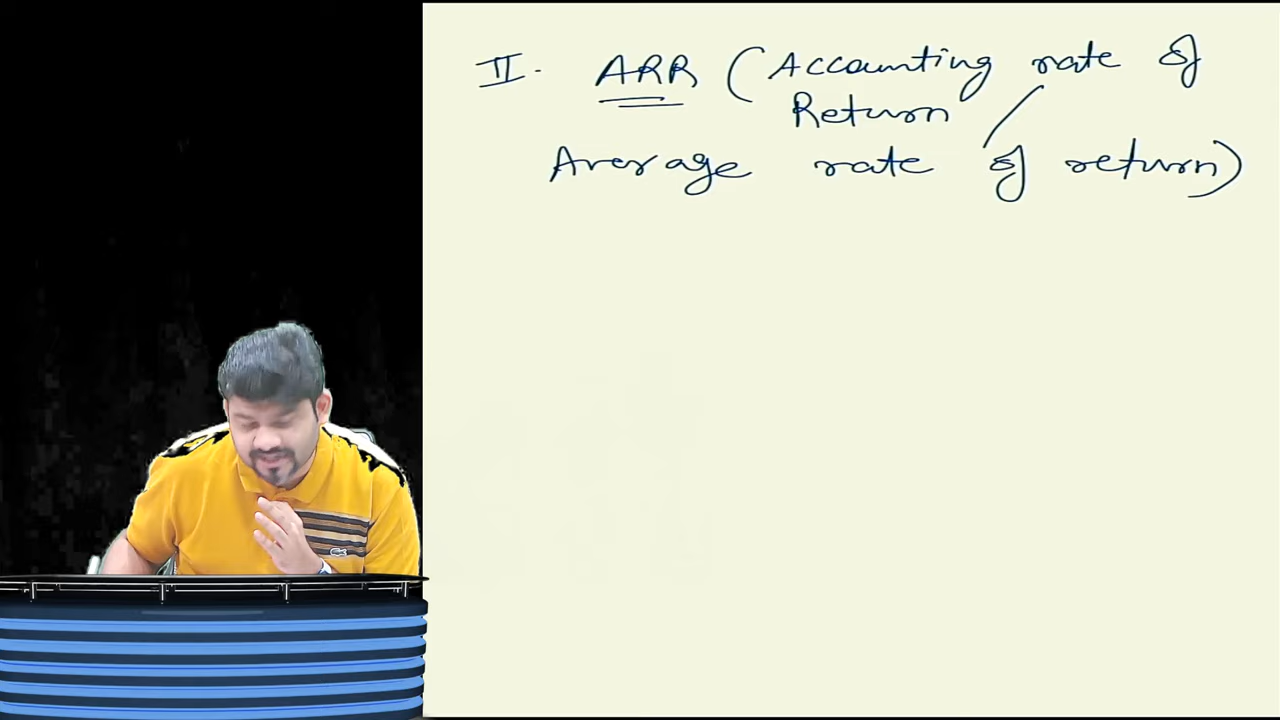 II. ARR (Accounting rate of
Return /
Average rate of return)